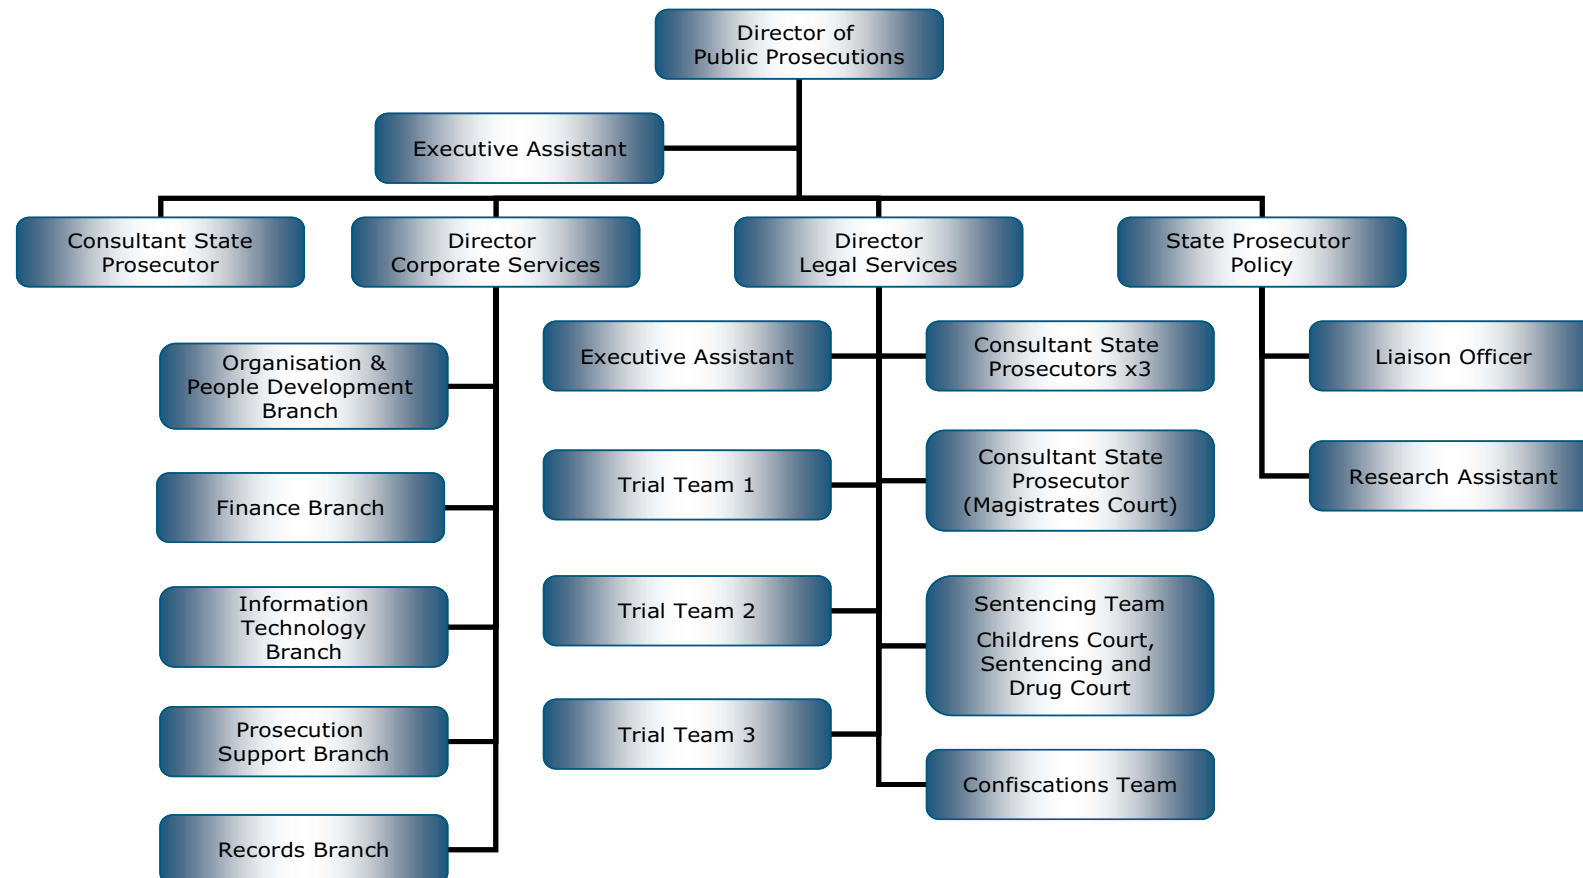 Director of
Public Prosecutions
Executive Assistant
Consultant State
Prosecutor
Director
Corporate Services
Director
Legal Services
State Prosecutor
Policy
Organisation &
People Development
Branch
Finance Branch
Information
Technology
Branch
Prosecution
Support Branch
Records Branch
Executive Assistant
Trial Team 1
Trial Team 2
Trial Team 3
Consultant State
Prosecutors x3
Consultant State
Prosecutor
(Magistrates Court)
Sentencing Team
Childrens Court,
Sentencing and
Drug Court
Confiscations Team
Liaison Officer
Research Assistant